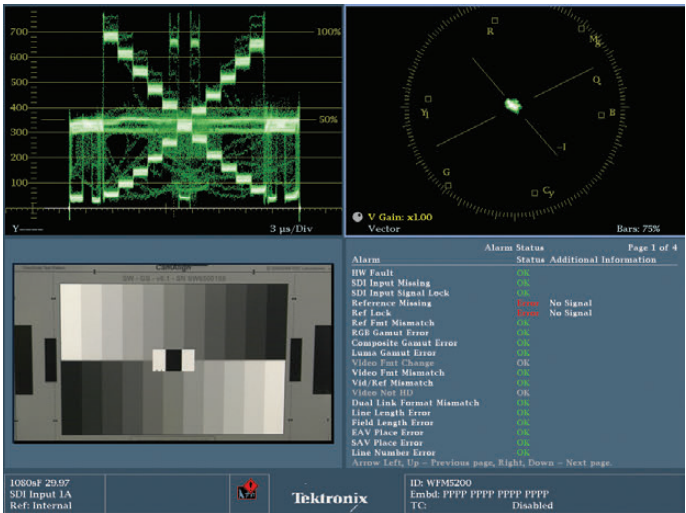 700
600
500
400
300
200
100
100%
50%
Y----
3 µs/Div
R
Mg
Q
B
Yl
-I
G
Cy
V Gain: x1.00
Vector
Bars: 75%
CamAlign
Alarm Status
Page 1 of 4
Alarm Status Additional Information
HW Fault OK
SDI Input Missing OK
SDI Input Signal Lock OK
Reference Missing Error No Signal
Ref Lock Error No Signal
Ref Fmt Mismatch OK
RGB Gamut Error OK
Composite Gamut Error OK
Luma Gamut Error OK
Video Fmt Change OK
Video Fmt Mismatch OK
Vid/Ref Mismatch OK
Video Not HD OK
Dual Link Format Mismatch OK
Line Length Error OK
Field Length Error OK
EAV Place Error OK
SAV Place Error OK
Line Number Error OK
Arrow Left, Up – Previous page, Right, Down – Next page.
1080sF 29.97
SDI Input 1A
Ref: Internal
Tektronix
ID: WFM5200
Embd: PPPP PPPP PPPP PPPP
TC: Disabled